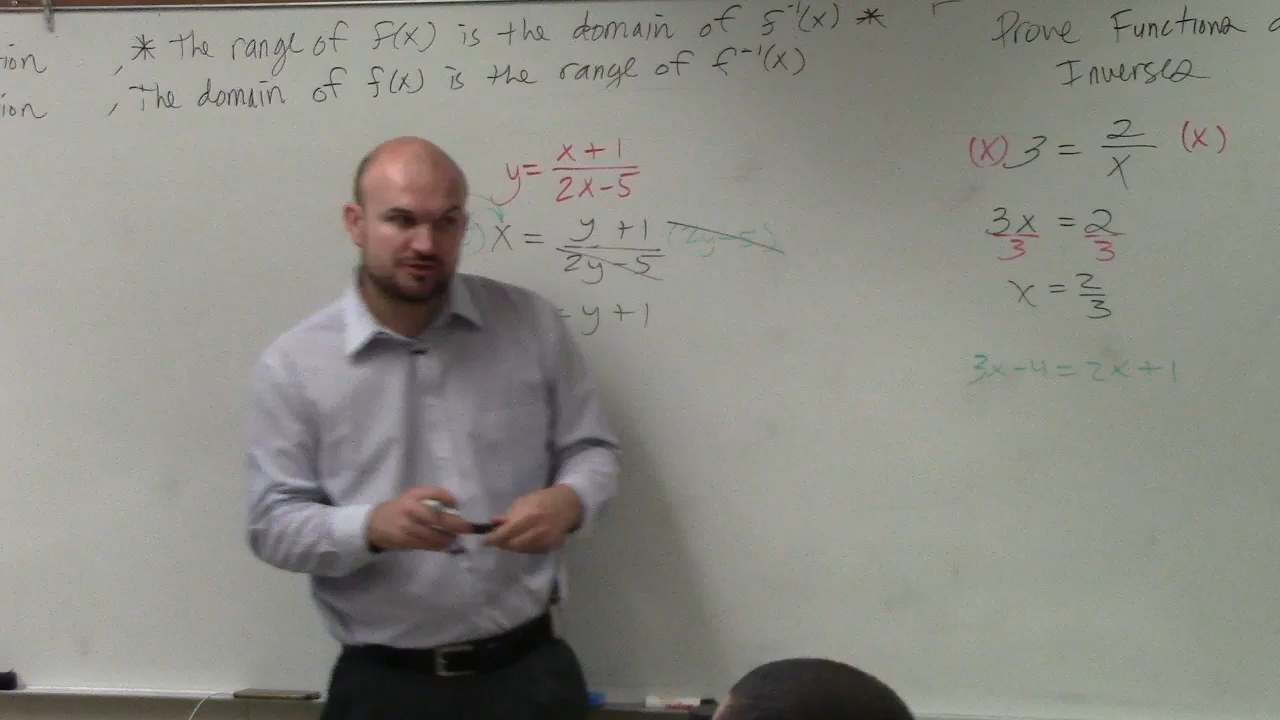 ion , * the range of f(x) is the domain of f⁻¹(x) *
ion , The domain of f(x) is the range of f⁻¹(x)
y = x + 1 / 2x - 5
x = y + 1 / 2y - 5 (2y - 5)
= y + 1
Prove Functions
Inverses
(x) 3 = 2 / x (x)
3x / 3 = 2 / 3
x = 2 / 3
3x - 4 = 2x + 1